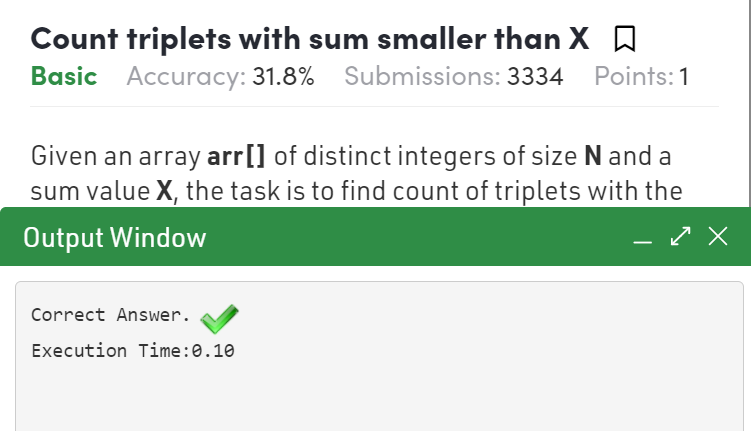 Count triplets with sum smaller than X
Basic Accuracy: 31.8% Submissions: 3334 Points: 1
Given an array arr[] of distinct integers of size N and a
sum value X, the task is to find count of triplets with the
Output Window
Correct Answer.
Execution Time:0.10